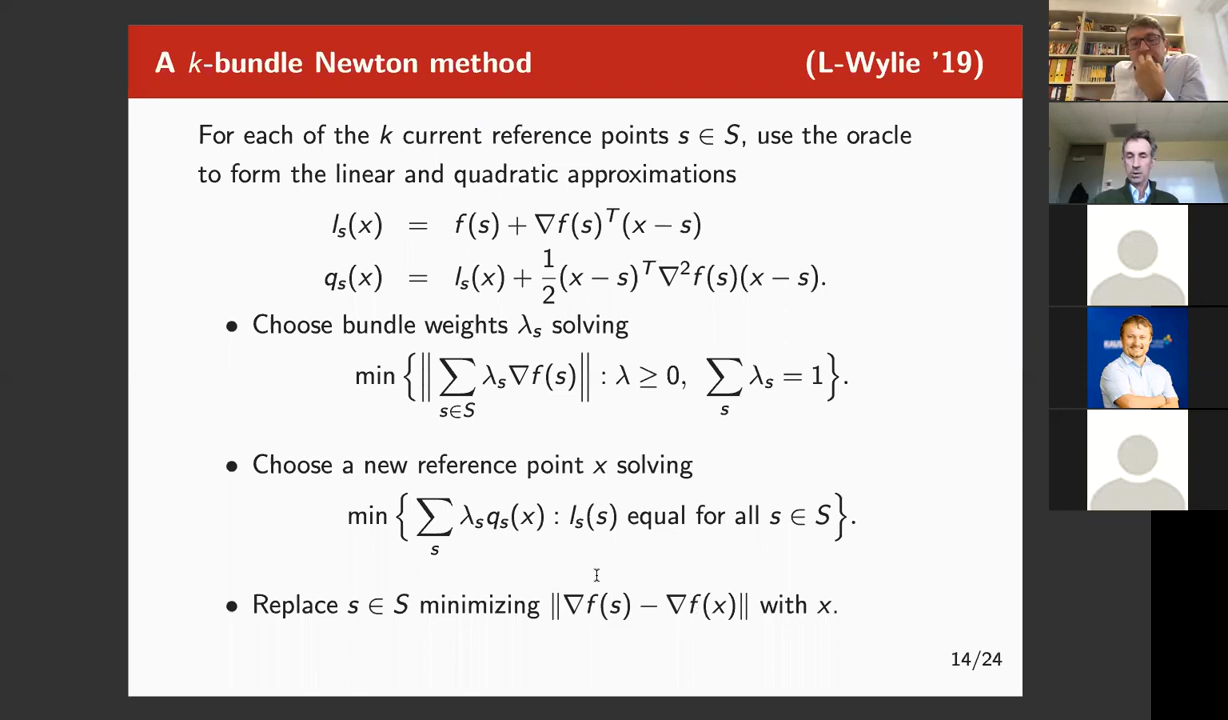 A k-bundle Newton method (L-Wylie '19)
For each of the k current reference points s ∈ S, use the oracle
to form the linear and quadratic approximations
l_s(x) = f(s) + ∇f(s)^T(x − s)
q_s(x) = l_s(x) + 1/2(x − s)^T∇²f(s)(x − s).
• Choose bundle weights λ_s solving
min{‖∑_{s∈S} λ_s∇f(s)‖ : λ ≥ 0, ∑_s λ_s = 1}.
• Choose a new reference point x solving
min{∑_s λ_s q_s(x) : l_s(s) equal for all s ∈ S}.
• Replace s ∈ S minimizing ‖∇f(s) − ∇f(x)‖ with x.
14/24